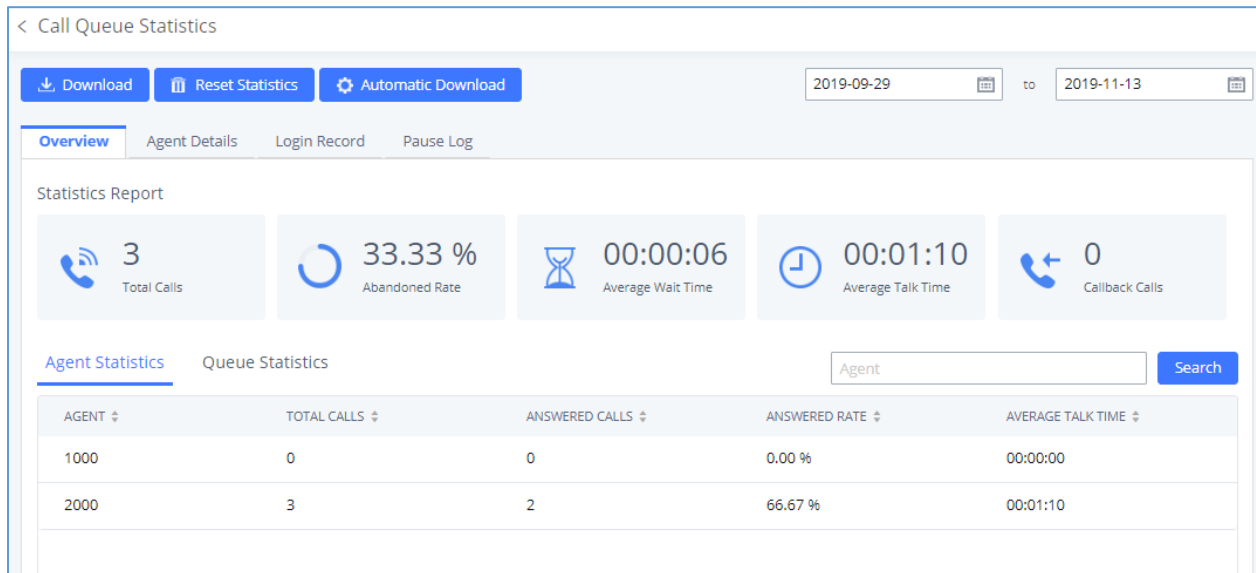 Call Queue Statistics
Download Reset Statistics Automatic Download 2019-09-29 to 2019-11-13
Overview Agent Details Login Record Pause Log
Statistics Report
3 33.33 % 00:00:06 00:01:10 0
Total Calls Abandoned Rate Average Wait Time Average Talk Time Callback Calls
Agent Statistics Queue Statistics Agent Search
AGENT TOTAL CALLS ANSWERED CALLS ANSWERED RATE AVERAGE TALK TIME
1000 0 0 0.00 % 00:00:00
2000 3 2 66.67 % 00:01:10